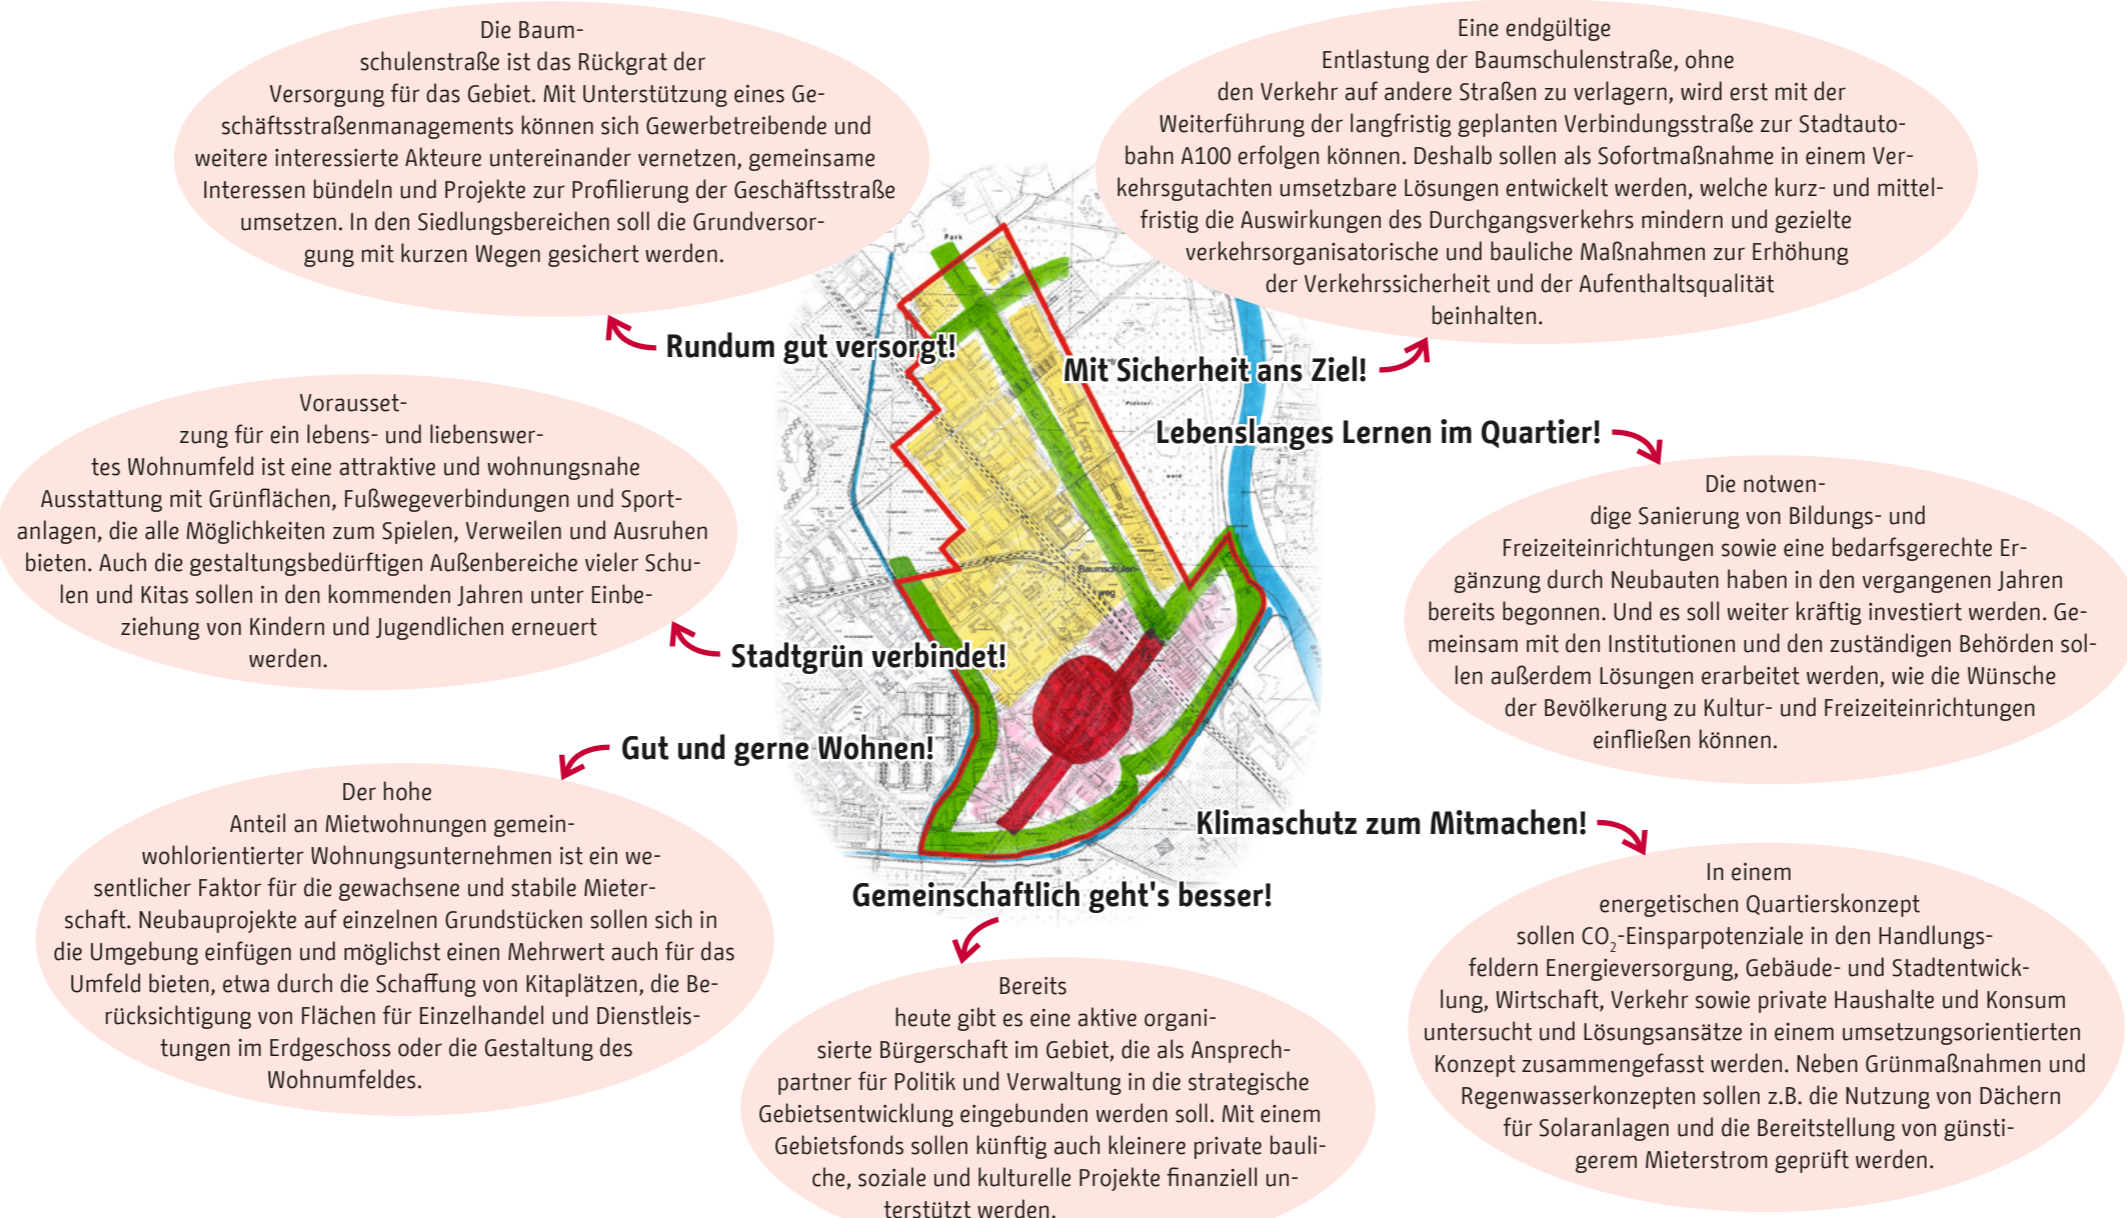 Die Baum-
schulenstraße ist das Rückgrat der
Versorgung für das Gebiet. Mit Unterstützung eines Ge-
schäftsstraßenmanagements können sich Gewerbetreibende und
weitere interessierte Akteure untereinander vernetzen, gemeinsame
Interessen bündeln und Projekte zur Profilierung der Geschäftsstraße
umsetzen. In den Siedlungsbereichen soll die Grundversor-
gung mit kurzen Wegen gesichert werden.
Rundum gut versorgt!
Eine endgültige
Entlastung der Baumschulenstraße, ohne
den Verkehr auf andere Straßen zu verlagern, wird erst mit der
Weiterführung der langfristig geplanten Verbindungsstraße zur Stadtauto-
bahn A100 erfolgen können. Deshalb sollen als Sofortmaßnahme in einem Ver-
kehrsgutachten umsetzbare Lösungen entwickelt werden, welche kurz- und mittel-
fristig die Auswirkungen des Durchgangsverkehrs mindern und gezielte
verkehrsorganisatorische und bauliche Maßnahmen zur Erhöhung
der Verkehrssicherheit und der Aufenthaltsqualität
beinhalten.
Mit Sicherheit ans Ziel!
Lebenslanges Lernen im Quartier!
Die notwen-
dige Sanierung von Bildungs- und
Freizeiteinrichtungen sowie eine bedarfsgerechte Er-
gänzung durch Neubauten haben in den vergangenen Jahren
bereits begonnen. Und es soll weiter kräftig investiert werden. Ge-
meinsam mit den Institutionen und den zuständigen Behörden sol-
len außerdem Lösungen erarbeitet werden, wie die Wünsche
der Bevölkerung zu Kultur- und Freizeiteinrichtungen
einfließen können.
Vorausset-
zung für ein lebens- und liebenswer-
tes Wohnumfeld ist eine attraktive und wohnungsnahe
Ausstattung mit Grünflächen, Fußwegeverbindungen und Sport-
anlagen, die alle Möglichkeiten zum Spielen, Verweilen und Ausruhen
bieten. Auch die gestaltungsbedürftigen Außenbereiche vieler Schu-
len und Kitas sollen in den kommenden Jahren unter Einbe-
ziehung von Kindern und Jugendlichen erneuert
werden.
Stadtgrün verbindet!
Gut und gerne Wohnen!
Der hohe
Anteil an Mietwohnungen gemein-
wohlorientierter Wohnungsunternehmen ist ein we-
sentlicher Faktor für die gewachsene und stabile Mieter-
schaft. Neubauprojekte auf einzelnen Grundstücken sollen sich in
die Umgebung einfügen und möglichst einen Mehrwert auch für das
Umfeld bieten, etwa durch die Schaffung von Kitaplätzen, die Be-
rücksichtigung von Flächen für Einzelhandel und Dienstleis-
tungen im Erdgeschoss oder die Gestaltung des
Wohnumfeldes.
Gemeinschaftlich geht's besser!
Bereits
heute gibt es eine aktive organi-
sierte Bürgerschaft im Gebiet, die als Ansprech-
partner für Politik und Verwaltung in die strategische
Gebietsentwicklung eingebunden werden soll. Mit einem
Gebietsfonds sollen künftig auch kleinere private bauli-
che, soziale und kulturelle Projekte finanziell un-
terstützt werden.
Klimaschutz zum Mitmachen!
In einem
energetischen Quartierskonzept
sollen CO₂-Einsparpotenziale in den Handlungs-
feldern Energieversorgung, Gebäude- und Stadtentwick-
lung, Wirtschaft, Verkehr sowie private Haushalte und Konsum
untersucht und Lösungsansätze in einem umsetzungsorientierten
Konzept zusammengefasst werden. Neben Grünmaßnahmen und
Regenwasserkonzepten sollen z.B. die Nutzung von Dächern
für Solaranlagen und die Bereitstellung von günsti-
gerem Mieterstrom geprüft werden.
Park
Baumschulen-
weg